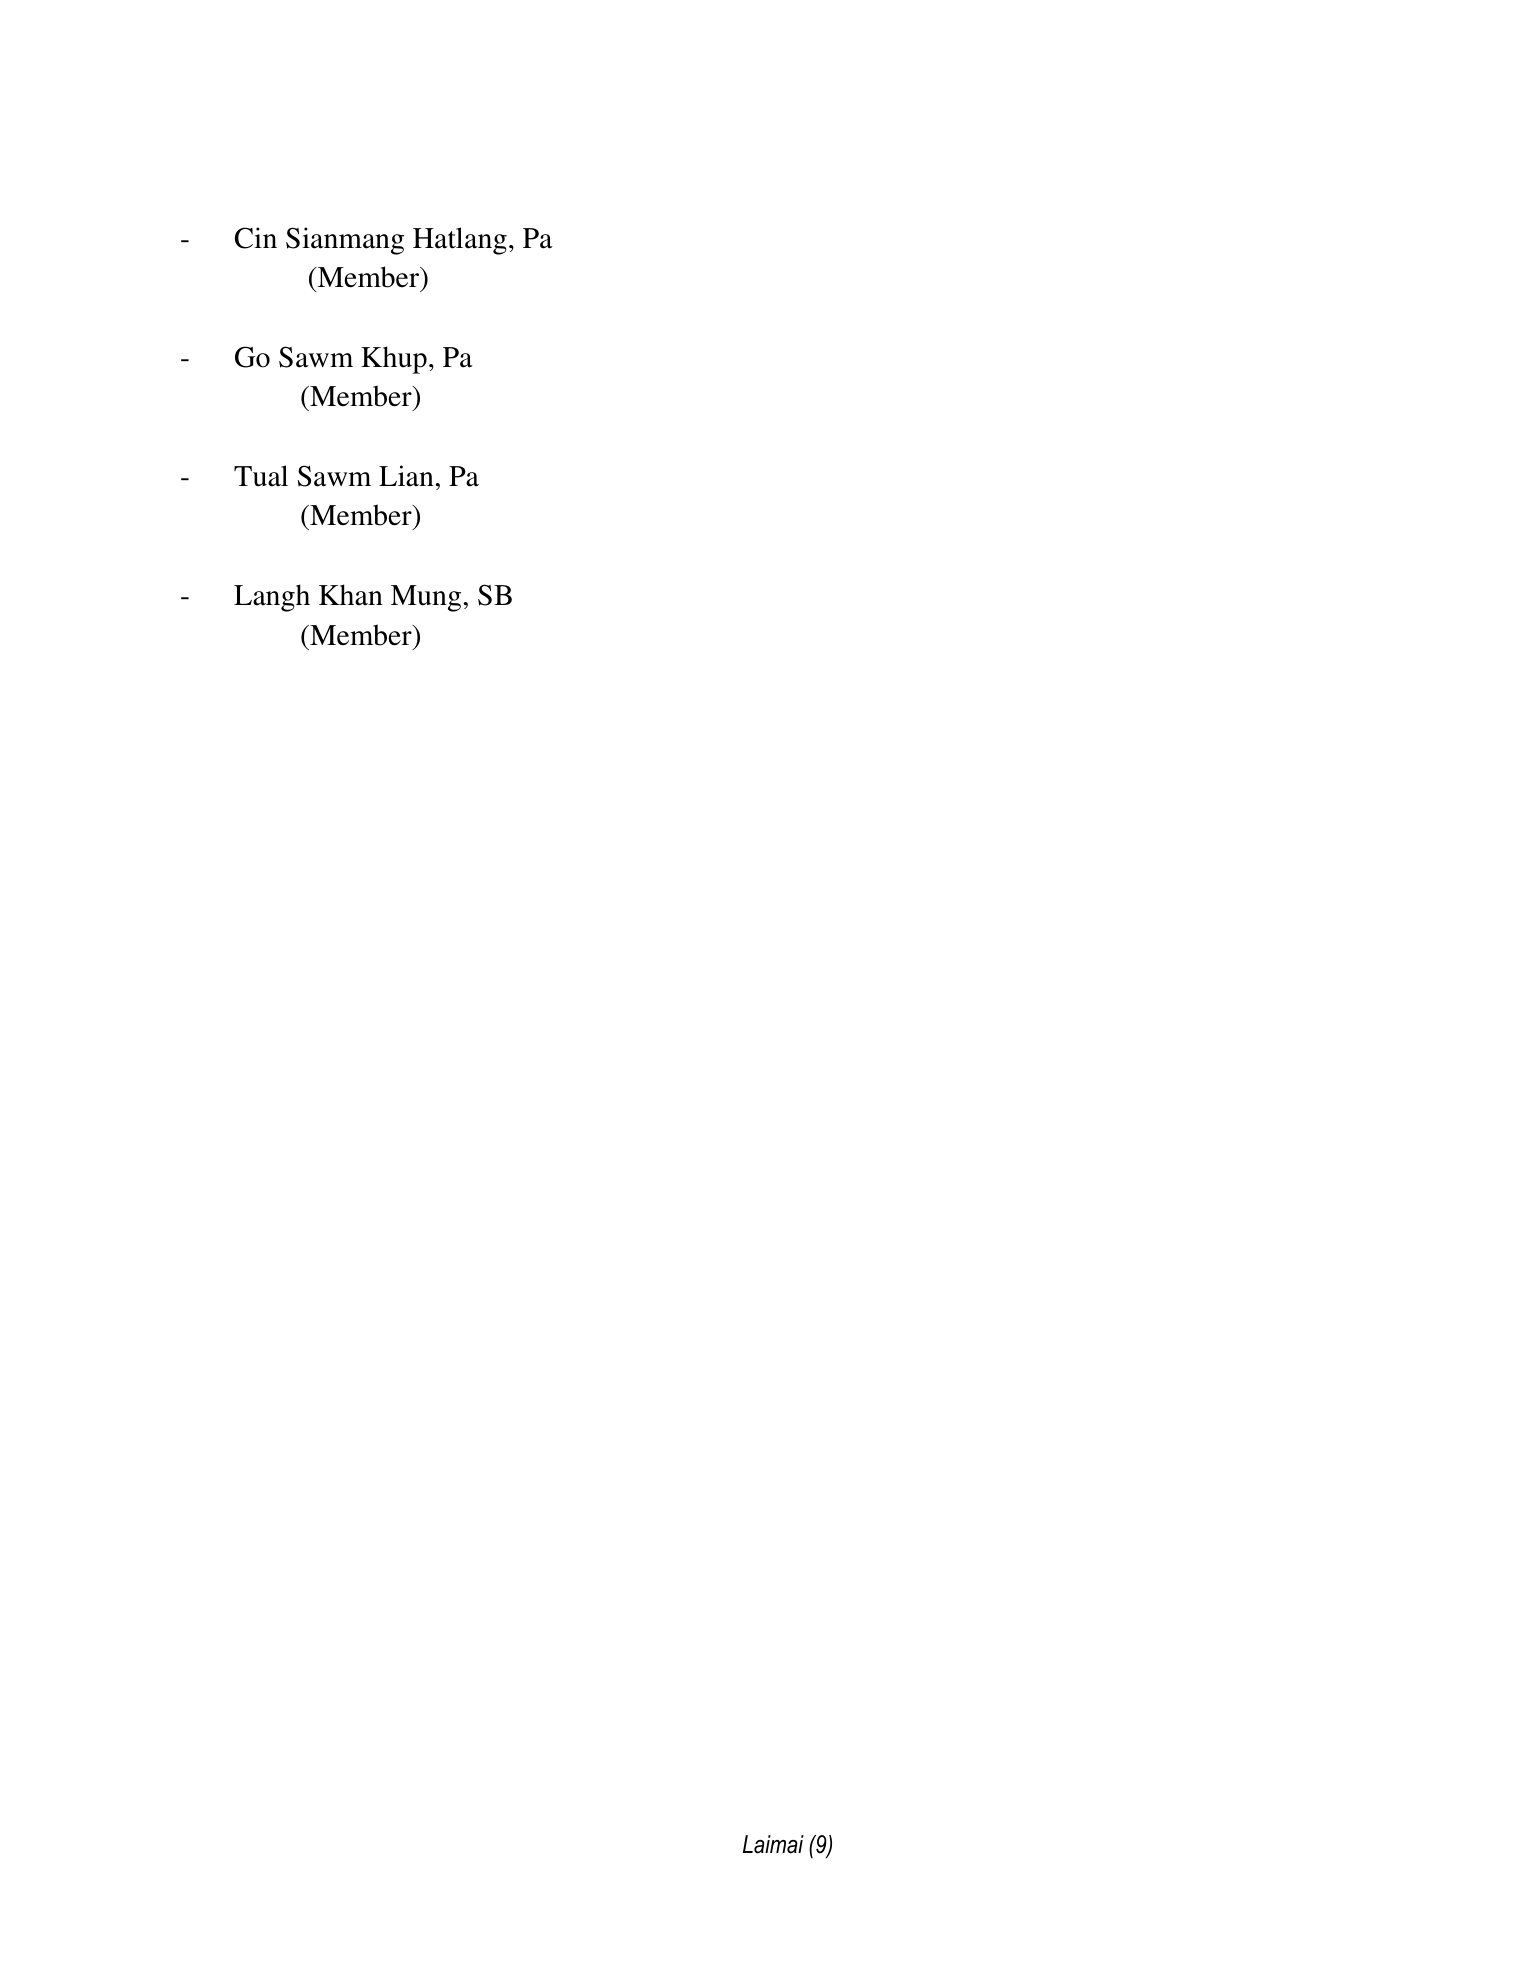 - Cin Sianmang Hatlang, Pa
(Member)
- Go Sawm Khup, Pa
(Member)
- Tual Sawm Lian, Pa
(Member)
- Langh Khan Mung, SB
(Member)
Laimai (9)